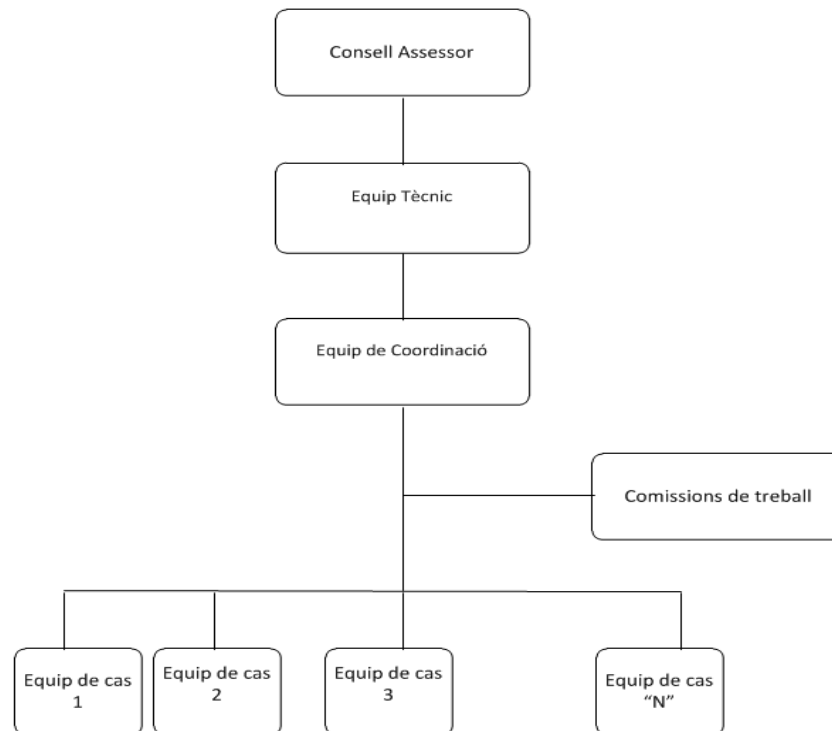 Consell Assessor
Equip Tècnic
Equip de Coordinació
Comissions de treball
Equip de cas
1
Equip de cas
2
Equip de cas
3
Equip de cas
“N”